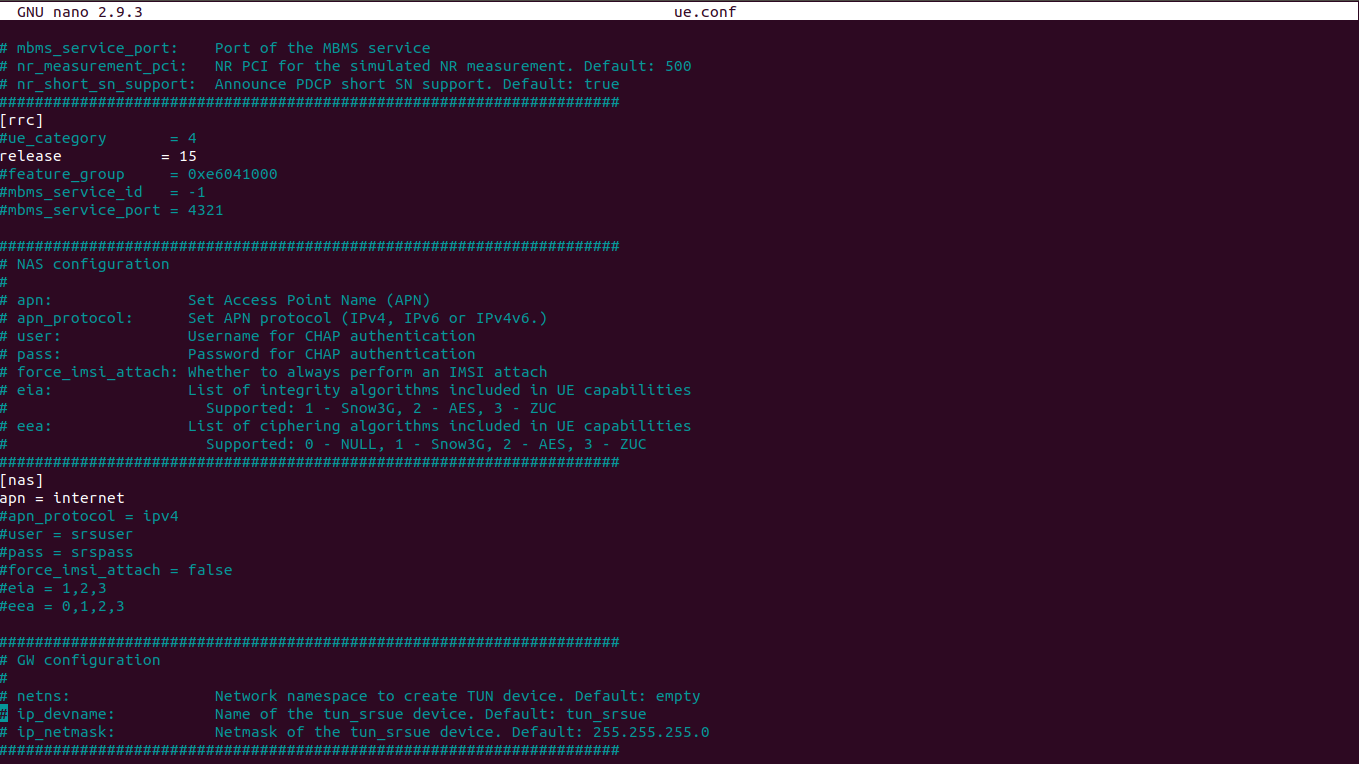 GNU nano 2.9.3 ue.conf
# mbms_service_port: Port of the MBMS service
# nr_measurement_pci: NR PCI for the simulated NR measurement. Default: 500
# nr_short_sn_support: Announce PDCP short SN support. Default: true
#####################################################################
[rrc]
#ue_category = 4
release = 15
#feature_group = 0xe6041000
#mbms_service_id = -1
#mbms_service_port = 4321
#####################################################################
# NAS configuration
#
# apn: Set Access Point Name (APN)
# apn_protocol: Set APN protocol (IPv4, IPv6 or IPv4v6.)
# user: Username for CHAP authentication
# pass: Password for CHAP authentication
# force_imsi_attach: Whether to always perform an IMSI attach
# eia: List of integrity algorithms included in UE capabilities
# Supported: 1 - Snow3G, 2 - AES, 3 - ZUC
# eea: List of ciphering algorithms included in UE capabilities
# Supported: 0 - NULL, 1 - Snow3G, 2 - AES, 3 - ZUC
#####################################################################
[nas]
apn = internet
#apn_protocol = ipv4
#user = srsuser
#pass = srspass
#force_imsi_attach = false
#eia = 1,2,3
#eea = 0,1,2,3
#####################################################################
# GW configuration
#
# netns: Network namespace to create TUN device. Default: empty
# ip_devname: Name of the tun_srsue device. Default: tun_srsue
# ip_netmask: Netmask of the tun_srsue device. Default: 255.255.255.0
#####################################################################